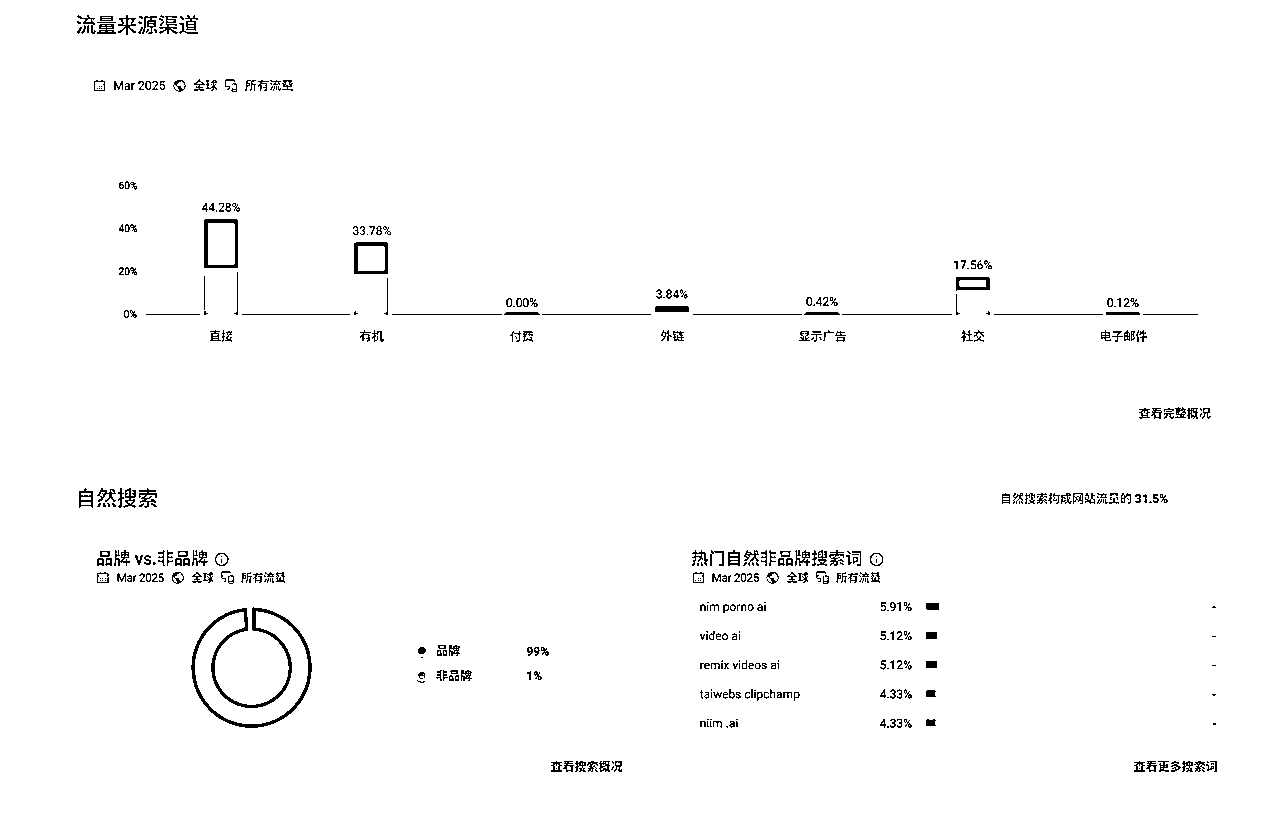 流量来源渠道
Mar 2025 全球 所有流量
60%
44.28%
40%
33.78%
20%
17.56%
3.84%
0.00%
0.42%
0.12%
0%
直接 有机 付费 外链 显示广告 社交 电子邮件
查看完整概况
自然搜索
自然搜索构成网站流量的 31.5%
品牌 vs.非品牌
Mar 2025 全球 所有流量
品牌 99%
非品牌 1%
查看搜索概况
热门自然非品牌搜索词
Mar 2025 全球 所有流量
nim porno ai 5.91% -
video ai 5.12% -
remix videos ai 5.12% -
taiwebs clipchamp 4.33% -
niim .ai 4.33% -
查看更多搜索词